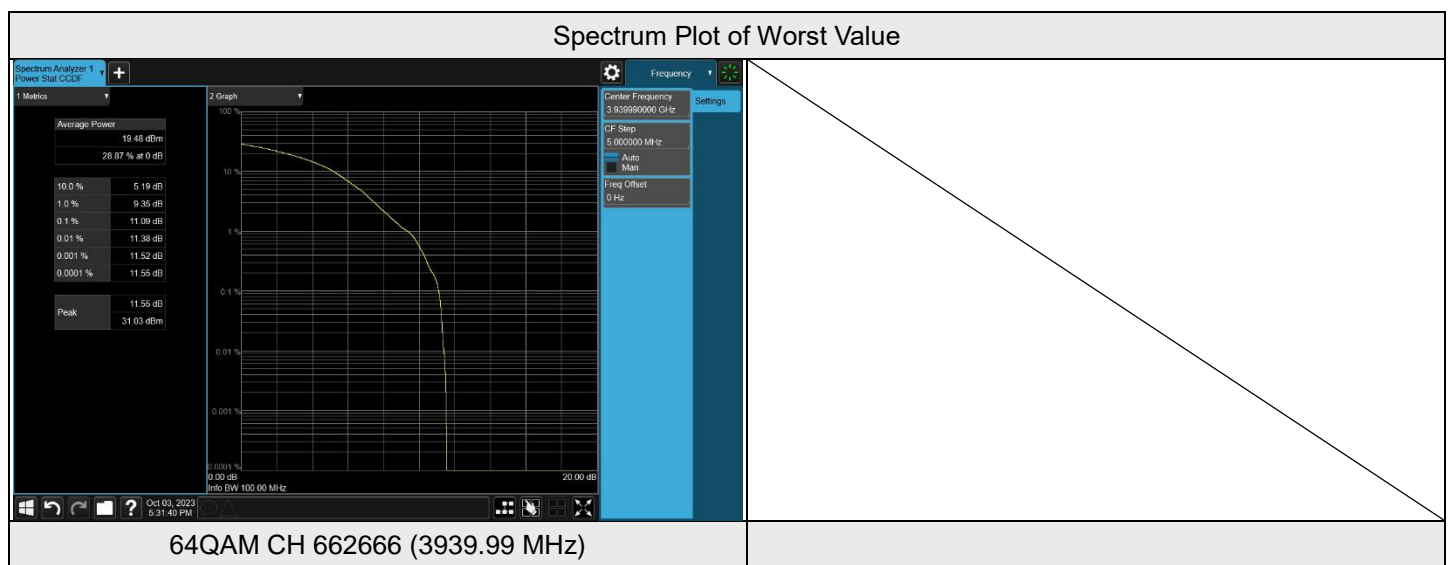 Spectrum Plot of Worst Value
Spectrum Analyzer 1
Power Stat CCDF
Frequency
1 Metrics
Average Power
19.48 dBm
28.87 % at 0 dB
10.0 % 5.19 dB
1.0 % 9.35 dB
0.1 % 11.09 dB
0.01 % 11.38 dB
0.001 % 11.52 dB
0.0001 % 11.55 dB
Peak
11.55 dB
31.03 dBm
2 Graph
100 %
10 %
1 %
0.1 %
0.01 %
0.001 %
0.0001 %
0.00 dB
20.00 dB
Info BW 100.00 MHz
Center Frequency
3.939990000 GHz
CF Step
5.000000 MHz
Auto
Man
Freq Offset
0 Hz
Settings
?
Oct 03, 2023
5:31:40 PM
64QAM CH 662666 (3939.99 MHz)